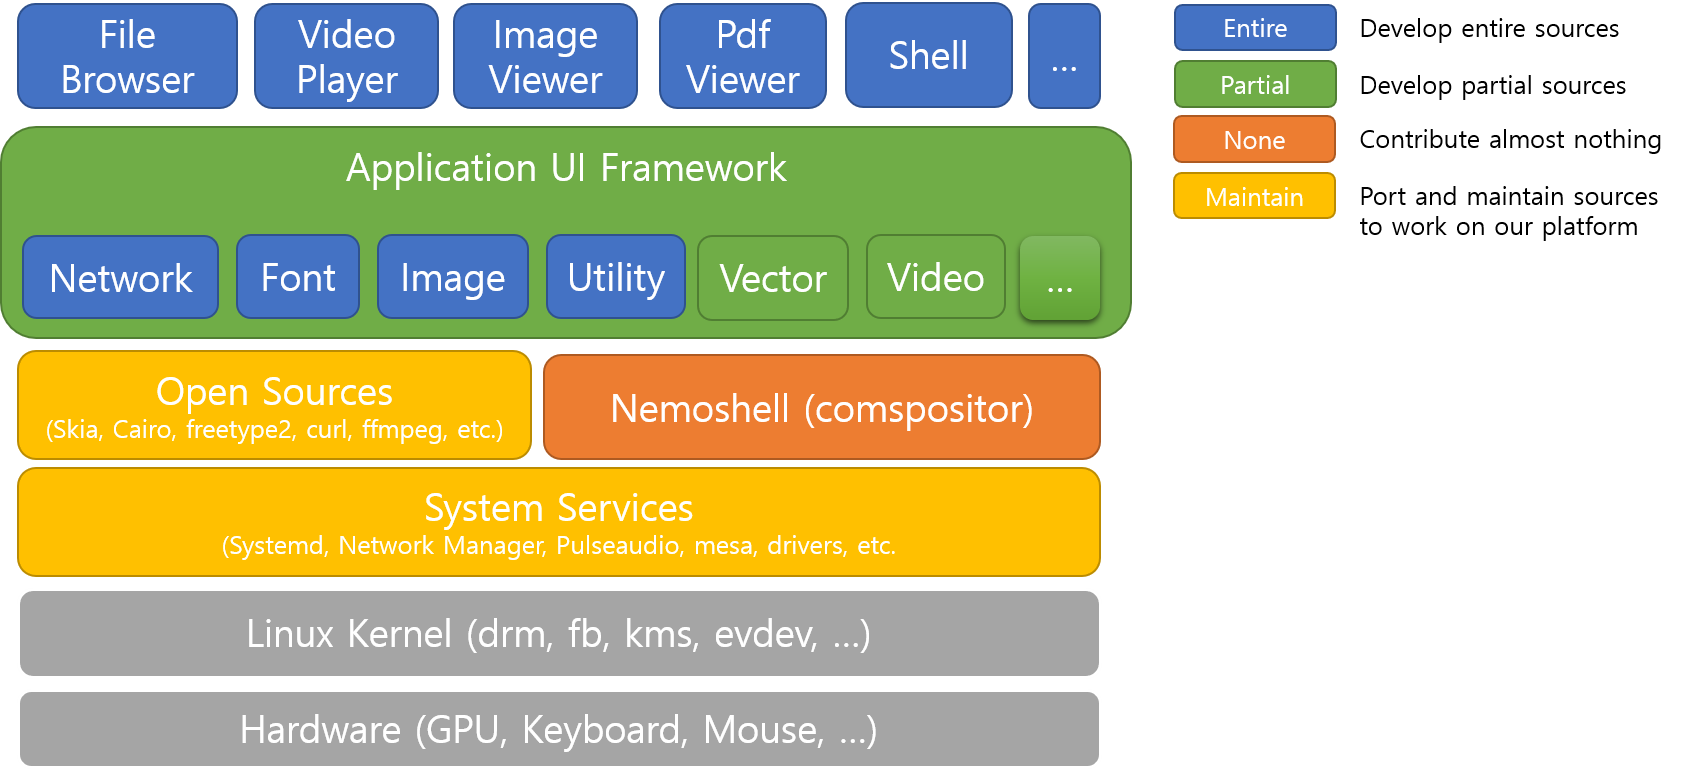 File
Browser
Video
Player
Image
Viewer
Pdf
Viewer
Shell
...
Application UI Framework
Network
Font
Image
Utility
Vector
Video
...
Open Sources
(Skia, Cairo, freetype2, curl, ffmpeg, etc.)
Nemoshell (comspositor)
System Services
(Systemd, Network Manager, Pulseaudio, mesa, drivers, etc.
Linux Kernel (drm, fb, kms, evdev, ...)
Hardware (GPU, Keyboard, Mouse, ...)
Entire
Develop entire sources
Partial
Develop partial sources
None
Contribute almost nothing
Maintain
Port and maintain sources
to work on our platform